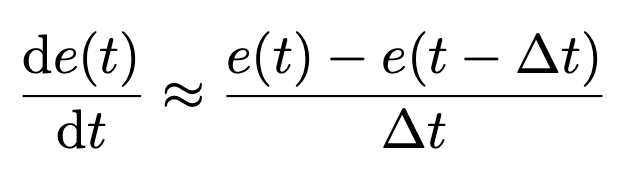 de(t)/dt ≈ (e(t) − e(t − Δt))/Δt